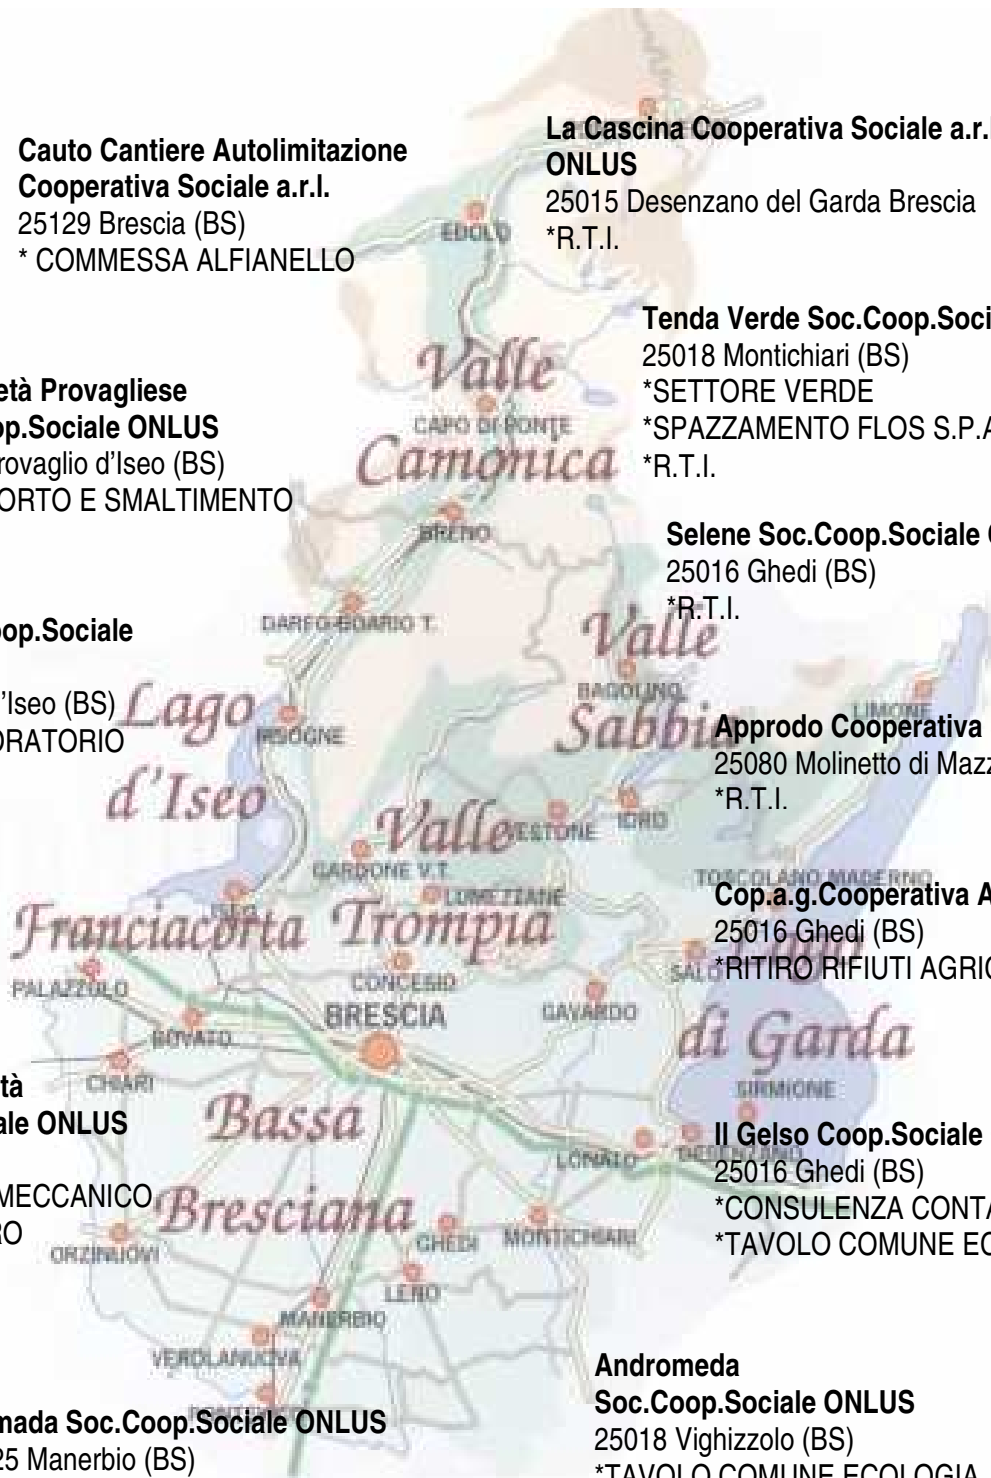 Cauto Cantiere Autolimitazione
Cooperativa Sociale a.r.l.
25129 Brescia (BS)
* COMMESSA ALFIANELLO
La Cascina Cooperativa Sociale a.r.l
ONLUS
25015 Desenzano del Garda Brescia
*R.T.I.
EDOLO
Tenda Verde Soc.Coop.Soci
25018 Montichiari (BS)
*SETTORE VERDE
*SPAZZAMENTO FLOS S.P.A
*R.T.I.
Valle
CAPO DI PONTE
Camonica
età Provagliese
op.Sociale ONLUS
rovaglio d'Iseo (BS)
ORTO E SMALTIMENTO
BRENO
Selene Soc.Coop.Sociale
25016 Ghedi (BS)
*R.T.I.
DARFO-BOARIO T.
op.Sociale
'Iseo (BS)
ORATORIO
Valle
BAGOLINO
Sabbia
LIMONE
Lago
PISOGNE
d'Iseo
Approdo Cooperativa
25080 Molinetto di Mazz
*R.T.I.
Valle
VESTONE
IDRO
GARDONE V.T.
LUMEZZANE
TOSCOLANO MADERNO
Cop.a.g.Cooperativa A
25016 Ghedi (BS)
*RITIRO RIFIUTI AGRIC
ISEO
Franciacorta
Trompia
SALO
PALAZZOLO
CONCESIO
BRESCIA
GAVARDO
di Garda
ROVATO
CHIARI
SIRMIONE
tà
ale ONLUS
MECCANICO
RO
Bassa
LONATO
DESENZANO
Il Gelso Coop.Sociale
25016 Ghedi (BS)
*CONSULENZA CONTA
*TAVOLO COMUNE EC
Bresciana
ORZINUOVI
GHEDI
MONTICHIARI
LENO
MANERBIO
VEROLANUOVA
mada Soc.Coop.Sociale ONLUS
25 Manerbio (BS)
Andromeda
Soc.Coop.Sociale ONLUS
25018 Vighizzolo (BS)
*TAVOLO COMUNE ECOLOGIA